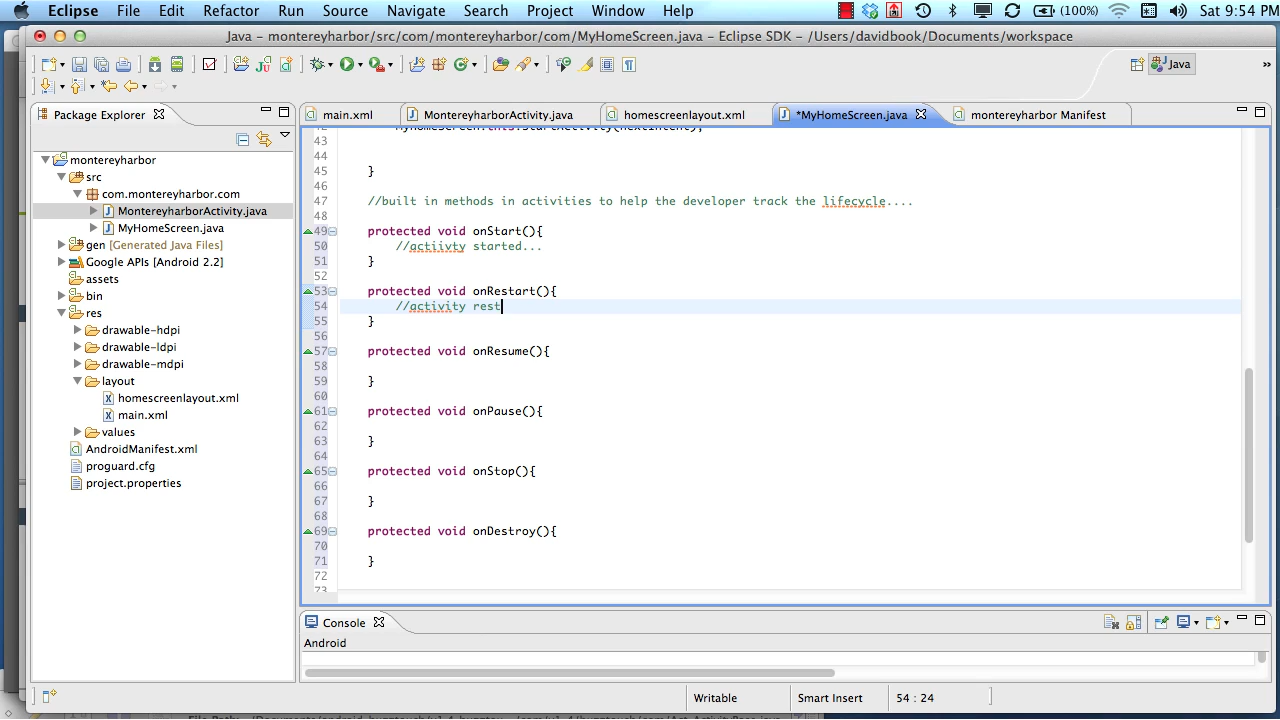 Eclipse File Edit Refactor Run Source Navigate Search Project Window Help (100%) Sat 9:54 PM
Java – montereyharbor/src/com/montereyharbor/com/MyHomeScreen.java – Eclipse SDK – /Users/davidbook/Documents/workspace
Java
Package Explorer
montereyharbor
src
com.montereyharbor.com
MontereyharborActivity.java
MyHomeScreen.java
gen [Generated Java Files]
Google APIs [Android 2.2]
assets
bin
res
drawable-hdpi
drawable-ldpi
drawable-mdpi
layout
homescreenlayout.xml
main.xml
values
AndroidManifest.xml
proguard.cfg
project.properties
main.xml MontereyharborActivity.java homescreenlayout.xml *MyHomeScreen.java montereyharbor Manifest
42 MyHomeScreen.this.startActivity(nextIntent);
43
44
45 }
46
47 //built in methods in activities to help the developer track the lifecycle....
48
49 protected void onStart(){
50 //actiivty started...
51 }
52
53 protected void onRestart(){
54 //activity rest
55 }
56
57 protected void onResume(){
58
59 }
60
61 protected void onPause(){
62
63 }
64
65 protected void onStop(){
66
67 }
68
69 protected void onDestroy(){
70
71 }
72
73
Console
Android
Writable Smart Insert 54 : 24